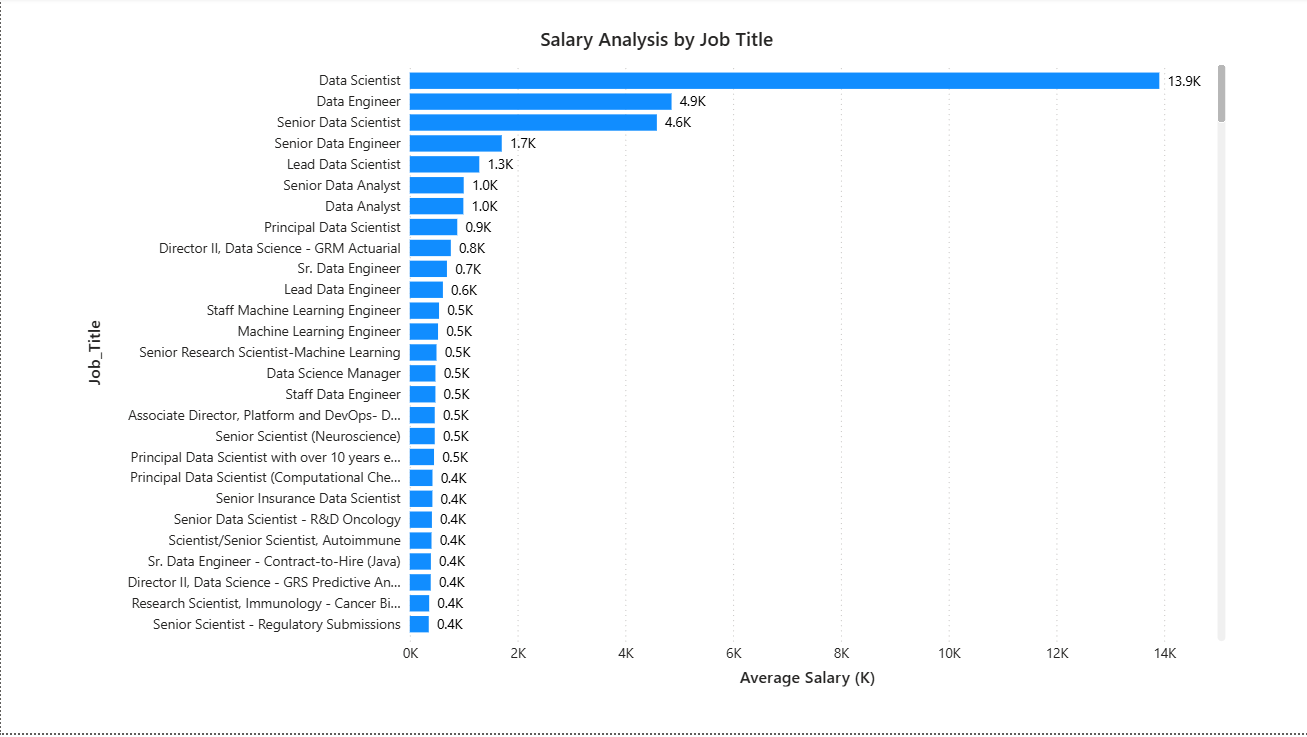 Salary Analysis by Job Title
Data Scientist 13.9K
Data Engineer 4.9K
Senior Data Scientist 4.6K
Senior Data Engineer 1.7K
Lead Data Scientist 1.3K
Senior Data Analyst 1.0K
Data Analyst 1.0K
Principal Data Scientist 0.9K
Director II, Data Science - GRM Actuarial 0.8K
Sr. Data Engineer 0.7K
Lead Data Engineer 0.6K
Staff Machine Learning Engineer 0.5K
Machine Learning Engineer 0.5K
Senior Research Scientist-Machine Learning 0.5K
Data Science Manager 0.5K
Staff Data Engineer 0.5K
Associate Director, Platform and DevOps- D... 0.5K
Senior Scientist (Neuroscience) 0.5K
Principal Data Scientist with over 10 years e... 0.5K
Principal Data Scientist (Computational Che... 0.4K
Senior Insurance Data Scientist 0.4K
Senior Data Scientist - R&D Oncology 0.4K
Scientist/Senior Scientist, Autoimmune 0.4K
Sr. Data Engineer - Contract-to-Hire (Java) 0.4K
Director II, Data Science - GRS Predictive An... 0.4K
Research Scientist, Immunology - Cancer Bi... 0.4K
Senior Scientist - Regulatory Submissions 0.4K
Job_Title
0K 2K 4K 6K 8K 10K 12K 14K
Average Salary (K)